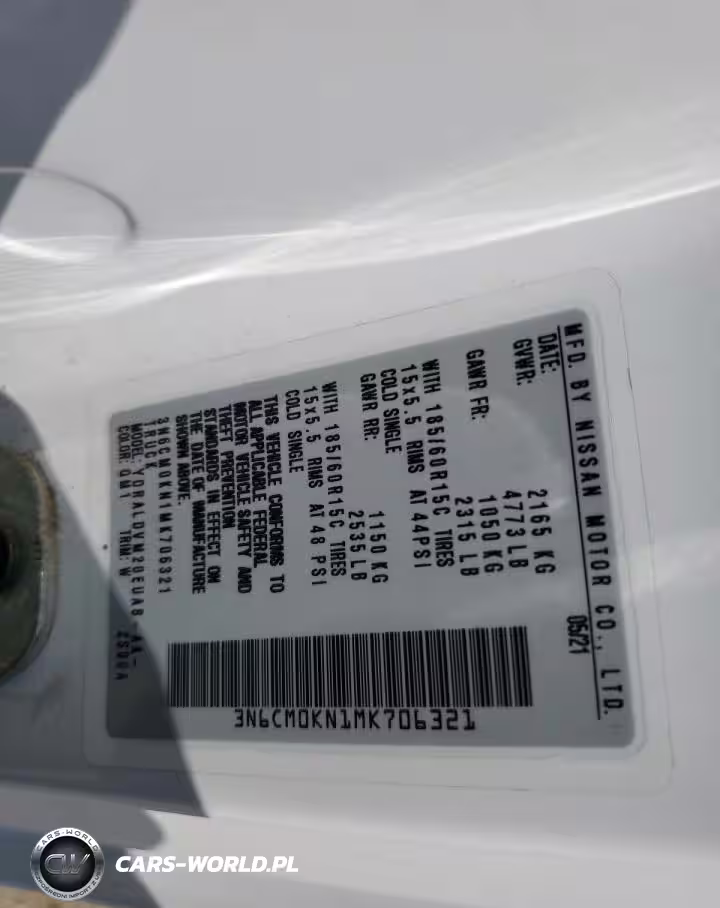 MFD. BY NISSAN MOTOR CO., LTD.
DATE: 05/21
GVWR: 2165 KG
4773 LB
GAWR FR: 1050 KG
2315 LB
WITH 185/60R15C TIRES
15x5.5 RIMS AT 44PSI
COLD SINGLE
GAWR RR: 1150 KG
2535 LB
WITH 185/60R15C TIRES
15x5.5 RIMS AT 48 PSI
COLD SINGLE
THIS VEHICLE CONFORMS TO
ALL APPLICABLE FEDERAL
MOTOR VEHICLE SAFETY AND
THEFT PREVENTION
STANDARDS IN EFFECT ON
THE DATE OF MANUFACTURE
SHOWN ABOVE.
3N6CM0KN1MK706321
TRUCK
COLOR: QM1 TRIM: W
3N6CM0KN1MK706321
CARS-WORLD
CW
CARS-WORLD.PL